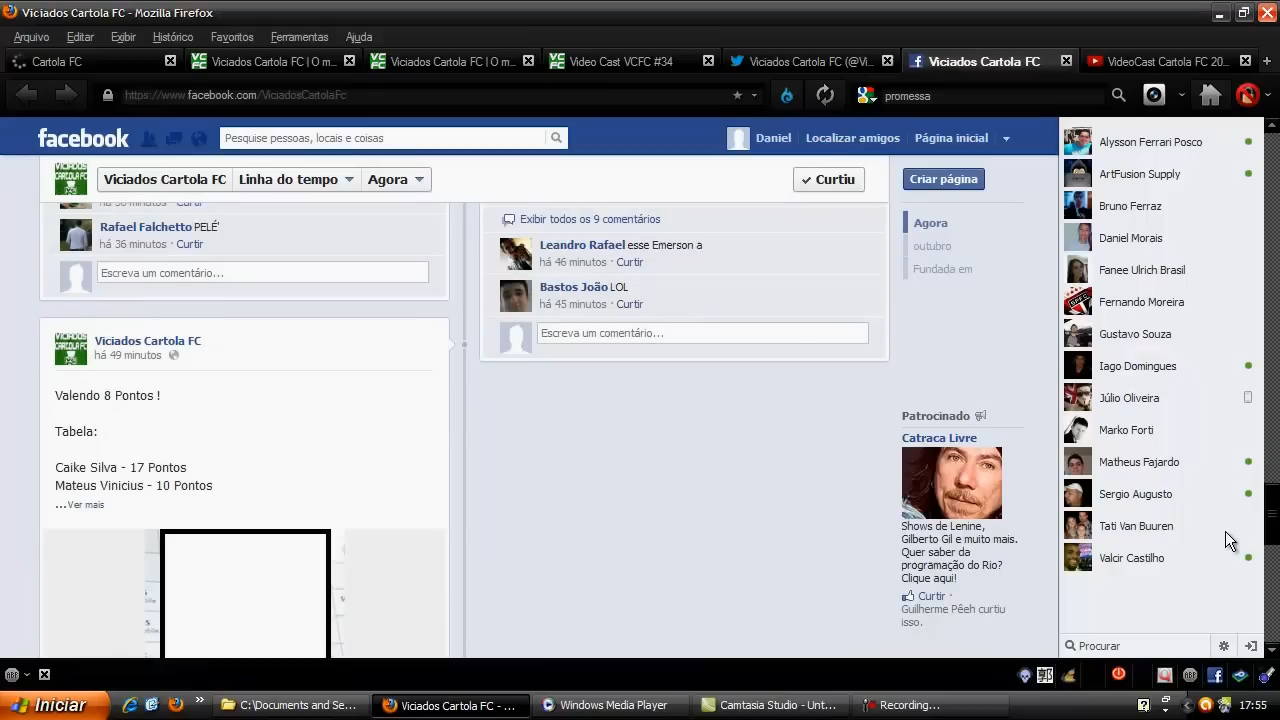 Viciados Cartola FC - Mozilla Firefox
Arquivo Editar Exibir Histórico Favoritos Ferramentas Ajuda
Cartola FC
Viciados Cartola FC | O m...
Viciados Cartola FC | O m...
Video Cast VCFC #34
Viciados Cartola FC (@Vi...
Viciados Cartola FC
VideoCast Cartola FC 20...
https://www.facebook.com/ViciadosCartolaFc
promessa
facebook
Pesquise pessoas, locais e coisas
Daniel Localizar amigos Página inicial
Viciados Cartola FC Linha do tempo Agora
Curtiu
Criar página
Rafael Falchetto PELÉ'
há 36 minutos · Curtir
Escreva um comentário...
Viciados Cartola FC
há 49 minutos
Valendo 8 Pontos !
Tabela:
Caike Silva - 17 Pontos
Mateus Vinicius - 10 Pontos
...Ver mais
Exibir todos os 9 comentários
Leandro Rafael esse Emerson a
há 46 minutos · Curtir
Bastos João LOL
há 45 minutos · Curtir
Escreva um comentário...
Agora
outubro
Fundada em
Patrocinado
Catraca Livre
Shows de Lenine,
Gilberto Gil e muito mais.
Quer saber da
programação do Rio?
Clique aqui!
Curtir ·
Guilherme Pêeh curtiu
isso.
Alysson Ferrari Posco
ArtFusion Supply
Bruno Ferraz
Daniel Morais
Fanee Ulrich Brasil
Fernando Moreira
Gustavo Souza
Iago Domingues
Júlio Oliveira
Marko Forti
Matheus Fajardo
Sergio Augusto
Tati Van Buuren
Valcir Castilho
Procurar
Iniciar
C:\Documents and Se...
Viciados Cartola FC - ...
Windows Media Player
Camtasia Studio - Unt...
Recording...
17:55